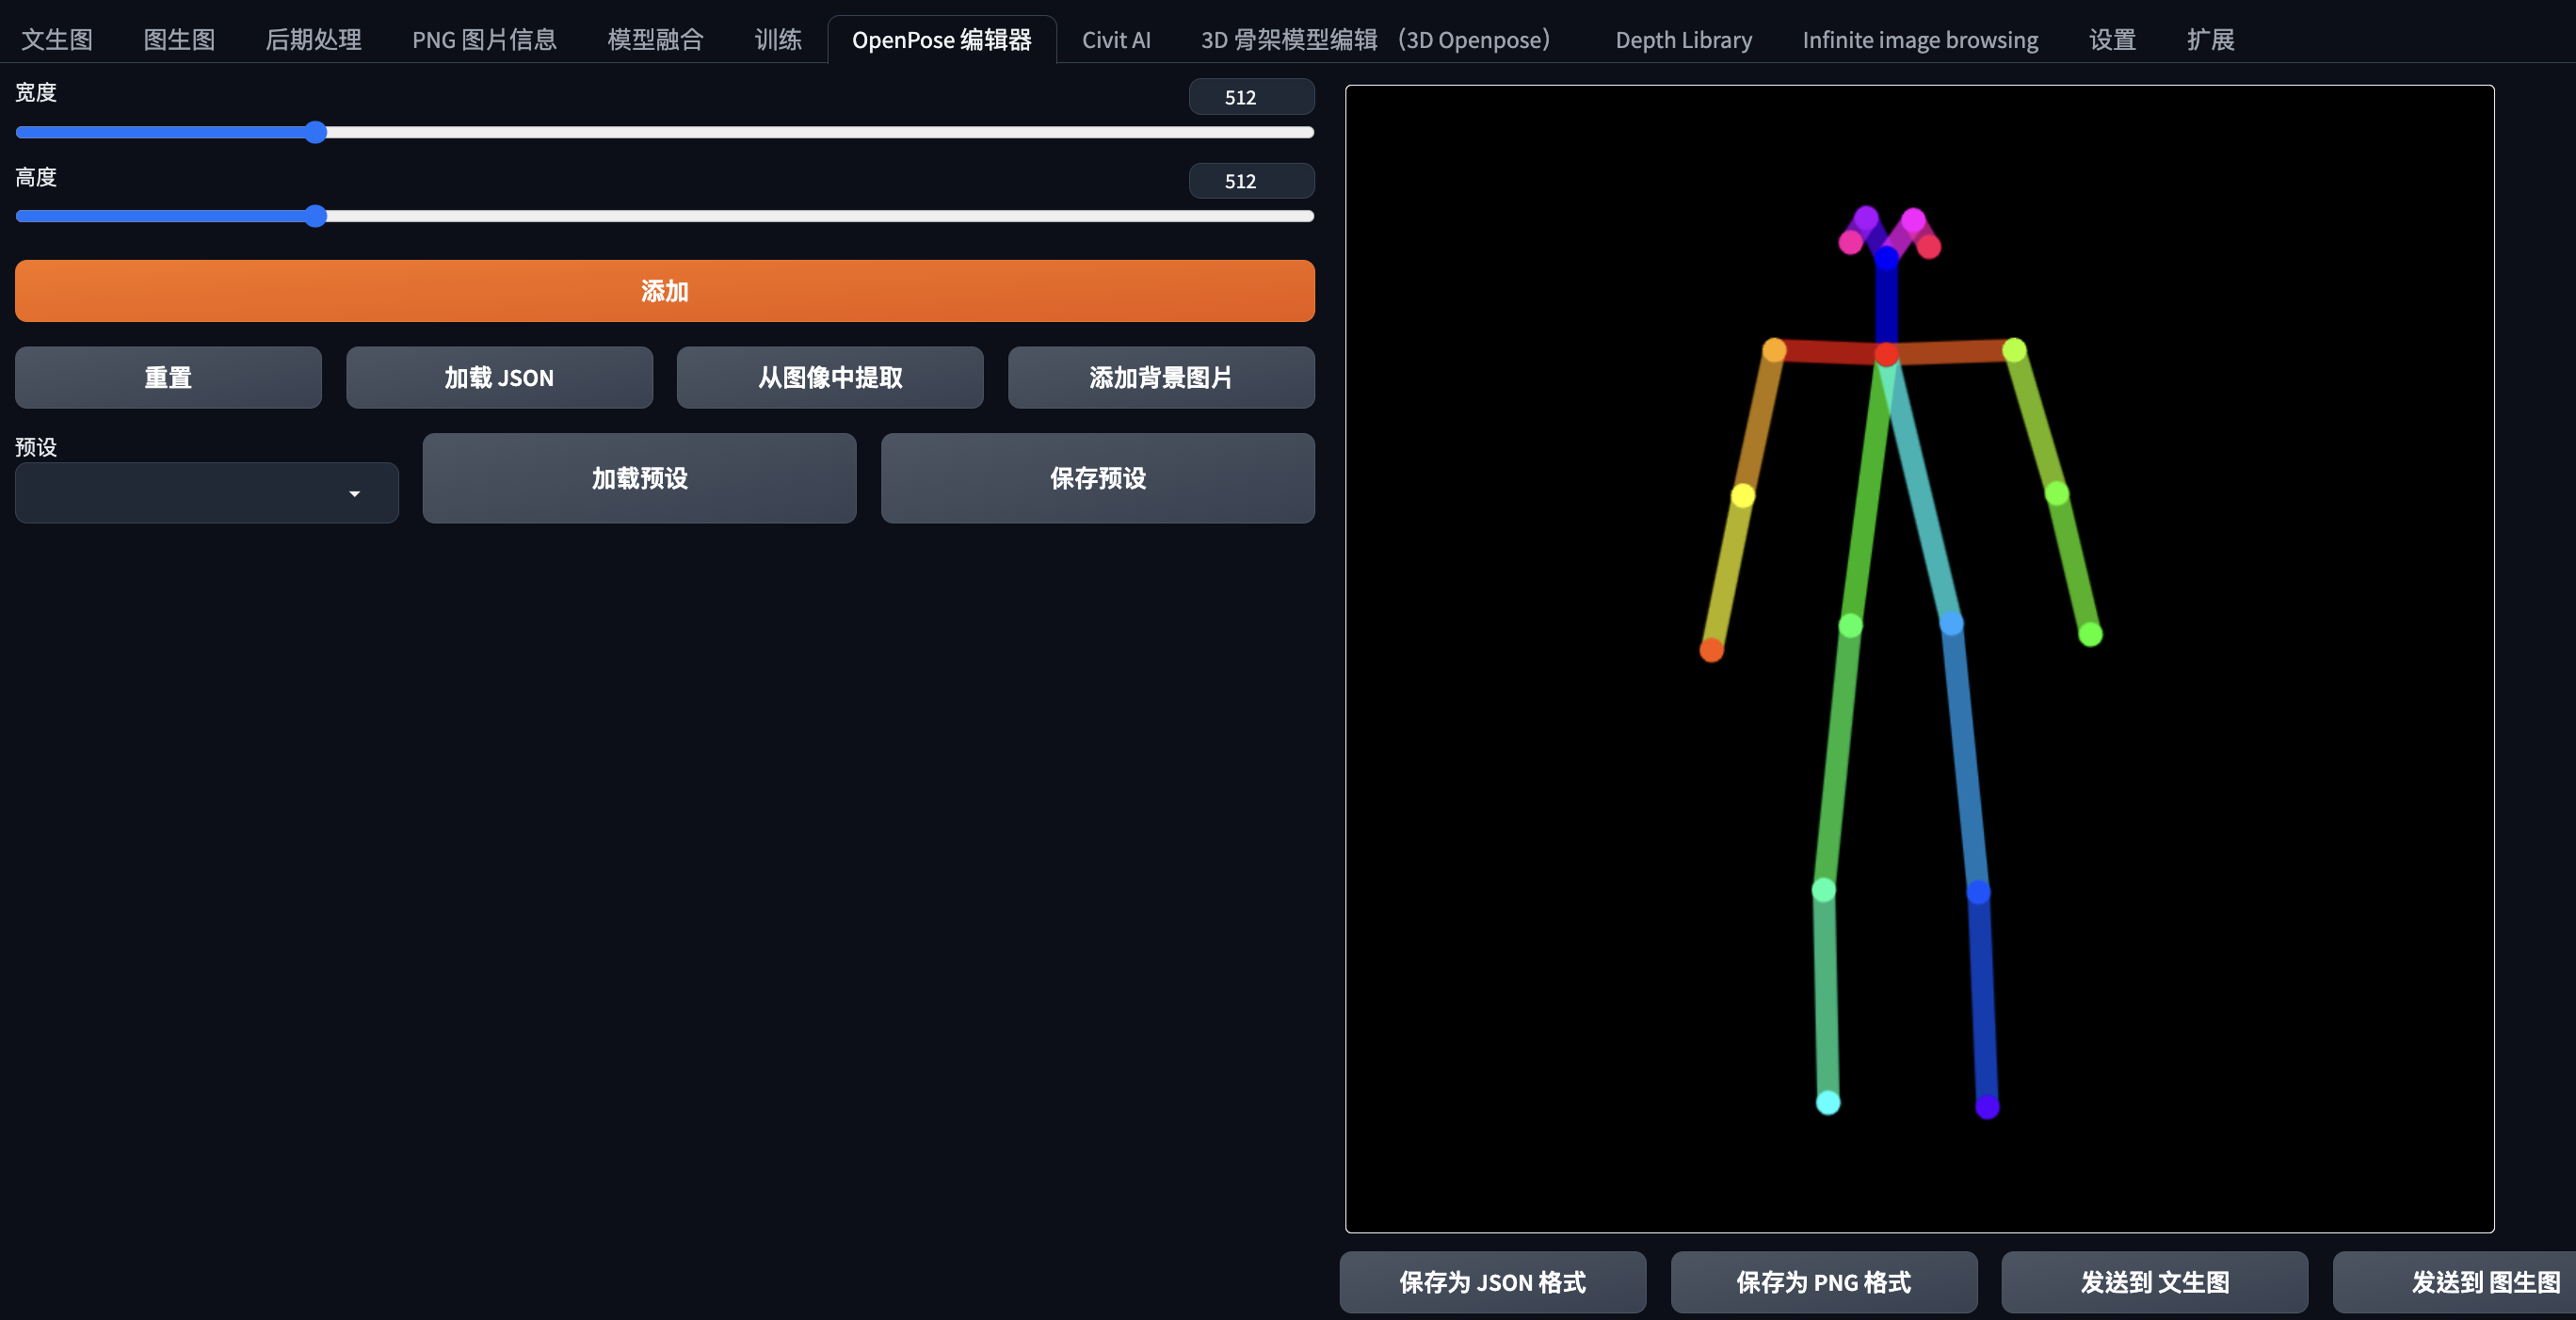 文生图 图生图 后期处理 PNG 图片信息 模型融合 训练 OpenPose 编辑器 Civit AI 3D 骨架模型编辑 （3D Openpose） Depth Library Infinite image browsing 设置 扩展
宽度 512
高度 512
添加
重置 加载 JSON 从图像中提取 添加背景图片
预设
加载预设 保存预设
保存为 JSON 格式 保存为 PNG 格式 发送到 文生图 发送到 图生图